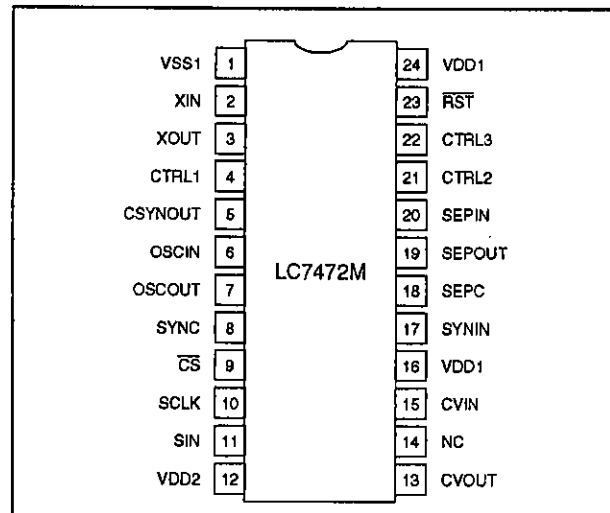 VSS1 1 24 VDD1
XIN 2 23 RST
XOUT 3 22 CTRL3
CTRL1 4 21 CTRL2
CSYNOUT 5 20 SEPIN
OSCIN 6 19 SEPOUT
LC7472M
OSCOUT 7 18 SEPC
SYNC 8 17 SYNIN
CS 9 16 VDD1
SCLK 10 15 CVIN
SIN 11 14 NC
VDD2 12 13 CVOUT